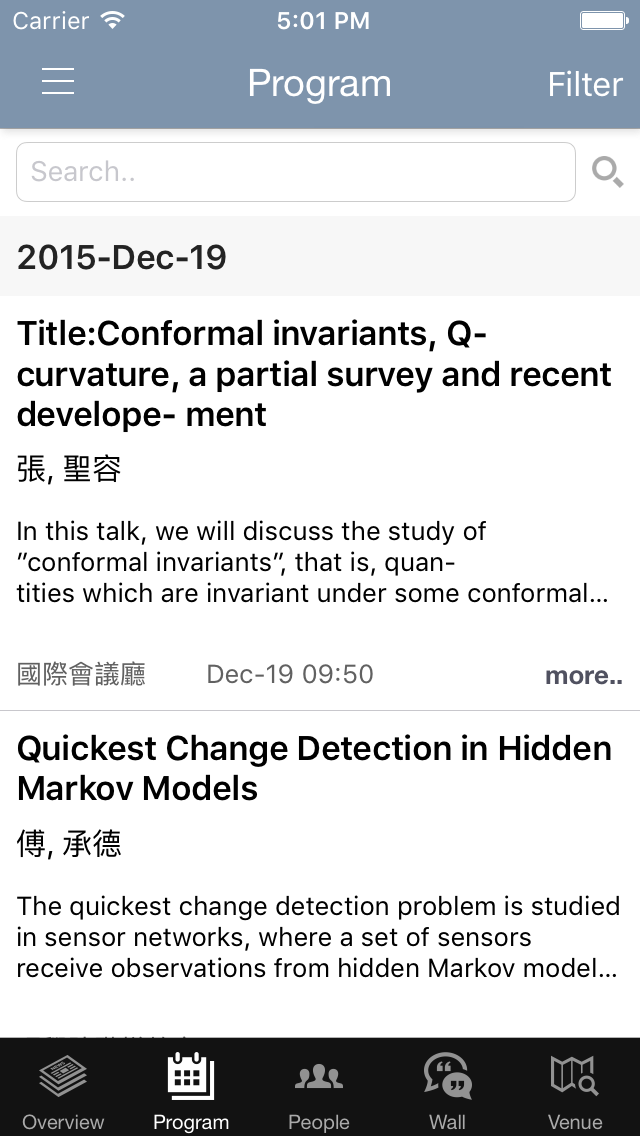 Carrier 5:01 PM
Program Filter
Search..
2015-Dec-19
Title:Conformal invariants, Q-
curvature, a partial survey and recent
develope- ment
張, 聖容
In this talk, we will discuss the study of
”conformal invariants”, that is, quan-
tities which are invariant under some conformal...
國際會議廳 Dec-19 09:50 more..
Quickest Change Detection in Hidden
Markov Models
傅, 承德
The quickest change detection problem is studied
in sensor networks, where a set of sensors
receive observations from hidden Markov model...
Overview Program People Wall Venue